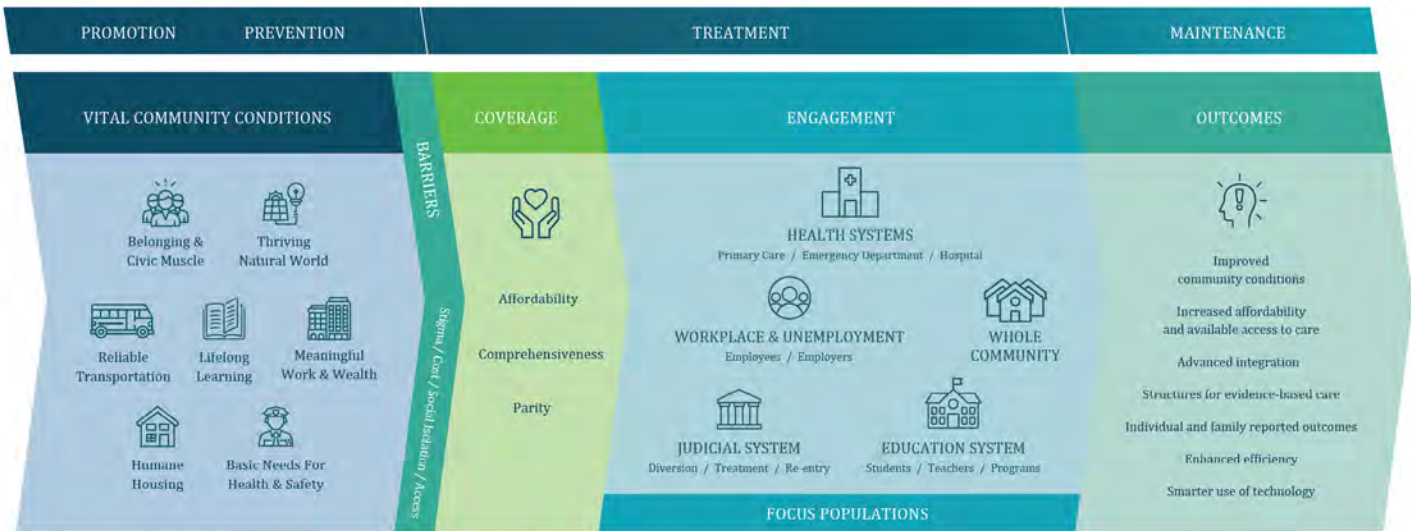 PROMOTION
PREVENTION
TREATMENT
MAINTENANCE
VITAL COMMUNITY CONDITIONS
Belonging &
Civic Muscle
Thriving
Natural World
Reliable
Transportation
Lifelong
Learning
Meaningful
Work & Wealth
Humane
Housing
Basic Needs For
Health & Safety
BARRIERS
Stigma / Cost / Social Isolation / Access
COVERAGE
Affordability
Comprehensiveness
Parity
ENGAGEMENT
HEALTH SYSTEMS
Primary Care / Emergency Department / Hospital
WORKPLACE & UNEMPLOYMENT
Employees / Employers
WHOLE
COMMUNITY
JUDICIAL SYSTEM
Diversion / Treatment / Re-entry
EDUCATION SYSTEM
Students / Teachers / Programs
FOCUS POPULATIONS
OUTCOMES
Improved
community conditions
Increased affordability
and available access to care
Advanced integration
Structures for evidence-based care
Individual and family reported outcomes
Enhanced efficiency
Smarter use of technology